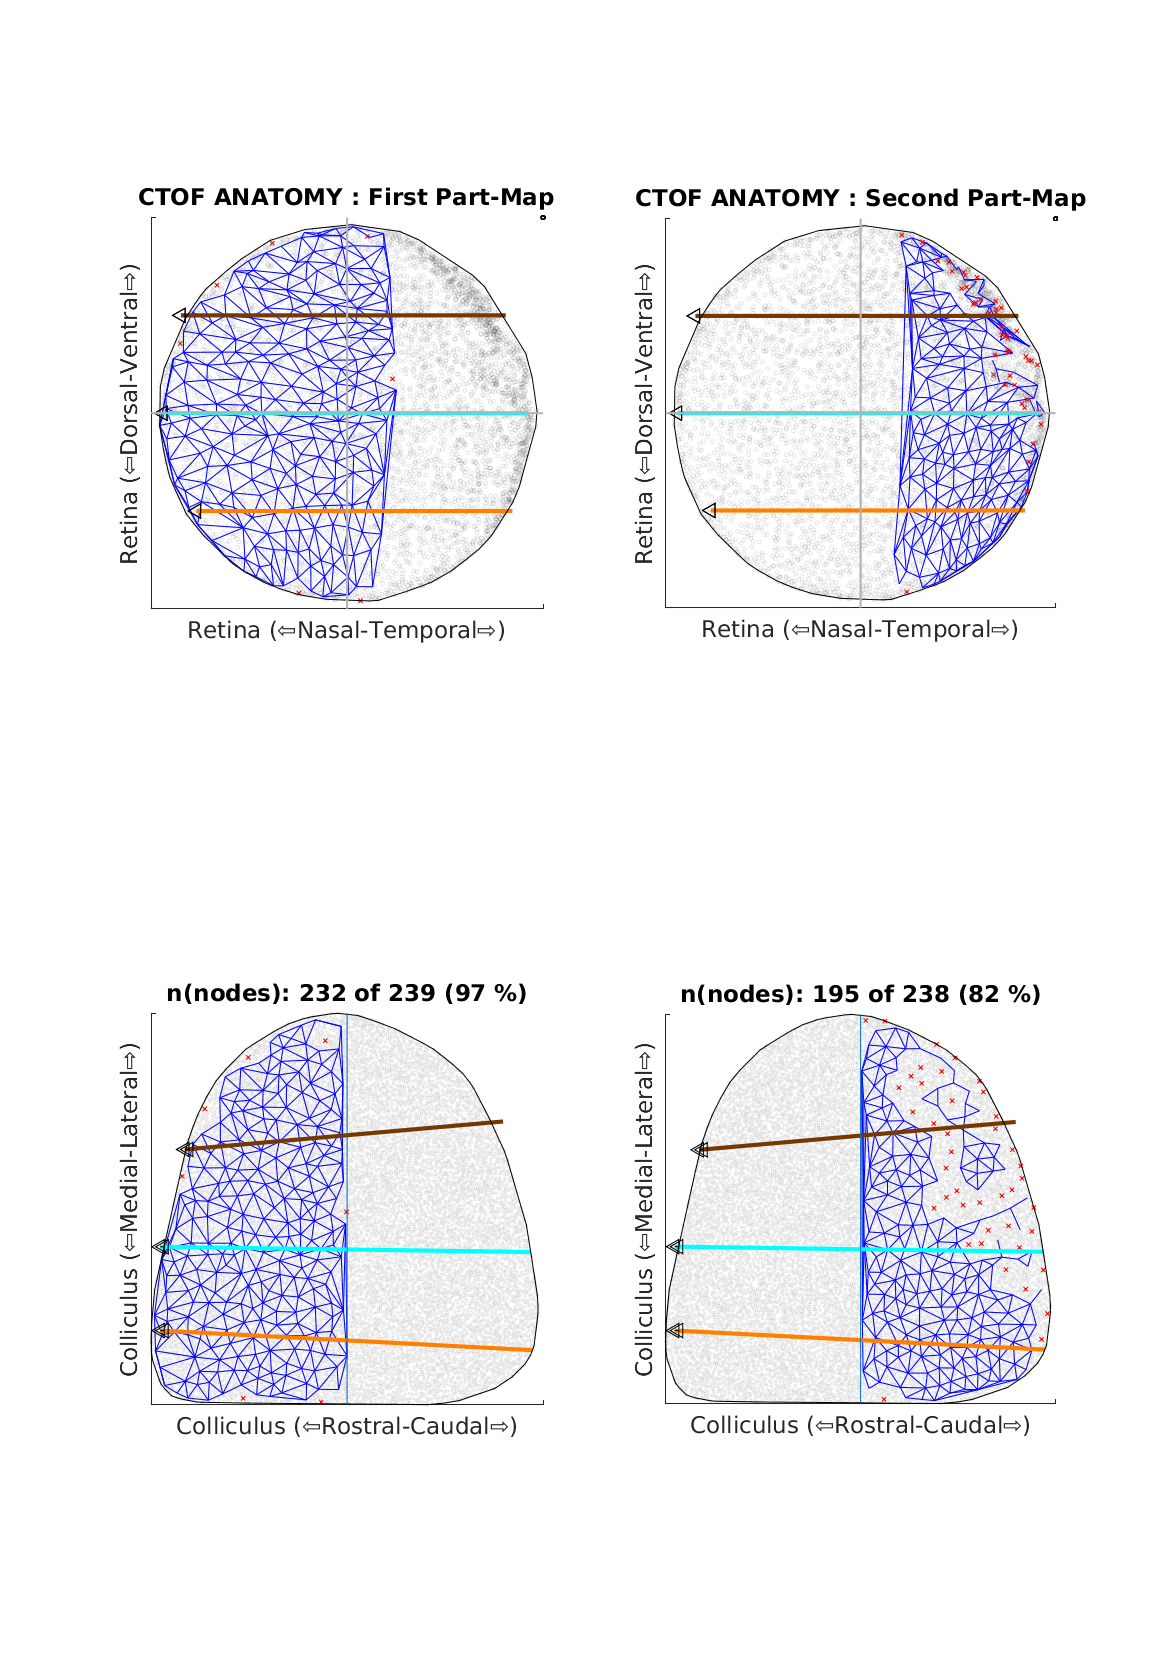 CTOF ANATOMY : First Part-Map
CTOF ANATOMY : Second Part-Map
Retina (⇦Dorsal-Ventral⇨)
Retina (⇦Nasal-Temporal⇨)
Retina (⇦Dorsal-Ventral⇨)
Retina (⇦Nasal-Temporal⇨)
n(nodes): 232 of 239 (97 %)
n(nodes): 195 of 238 (82 %)
Colliculus (⇦Medial-Lateral⇨)
Colliculus (⇦Rostral-Caudal⇨)
Colliculus (⇦Medial-Lateral⇨)
Colliculus (⇦Rostral-Caudal⇨)